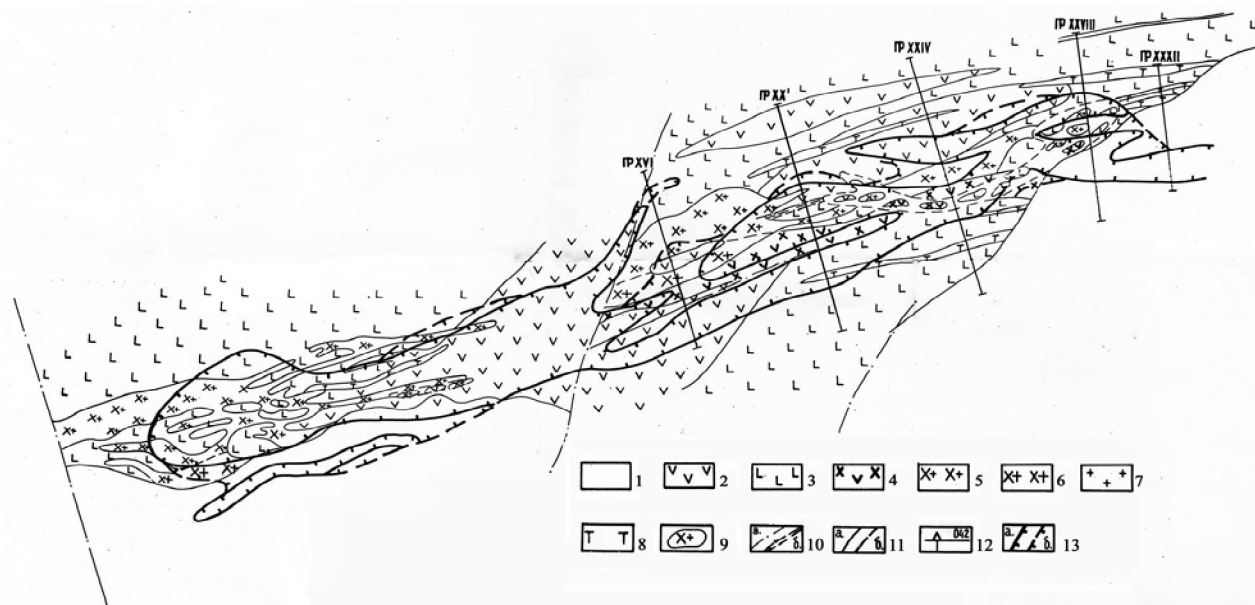 ГР XXVIII
ГР XXIV
ГР XXXII
ГР XX'
ГР XVI
1 2 3 4 5 6 7
8 9 а. б. 10 а. б. 11 042 12 а. б. 13